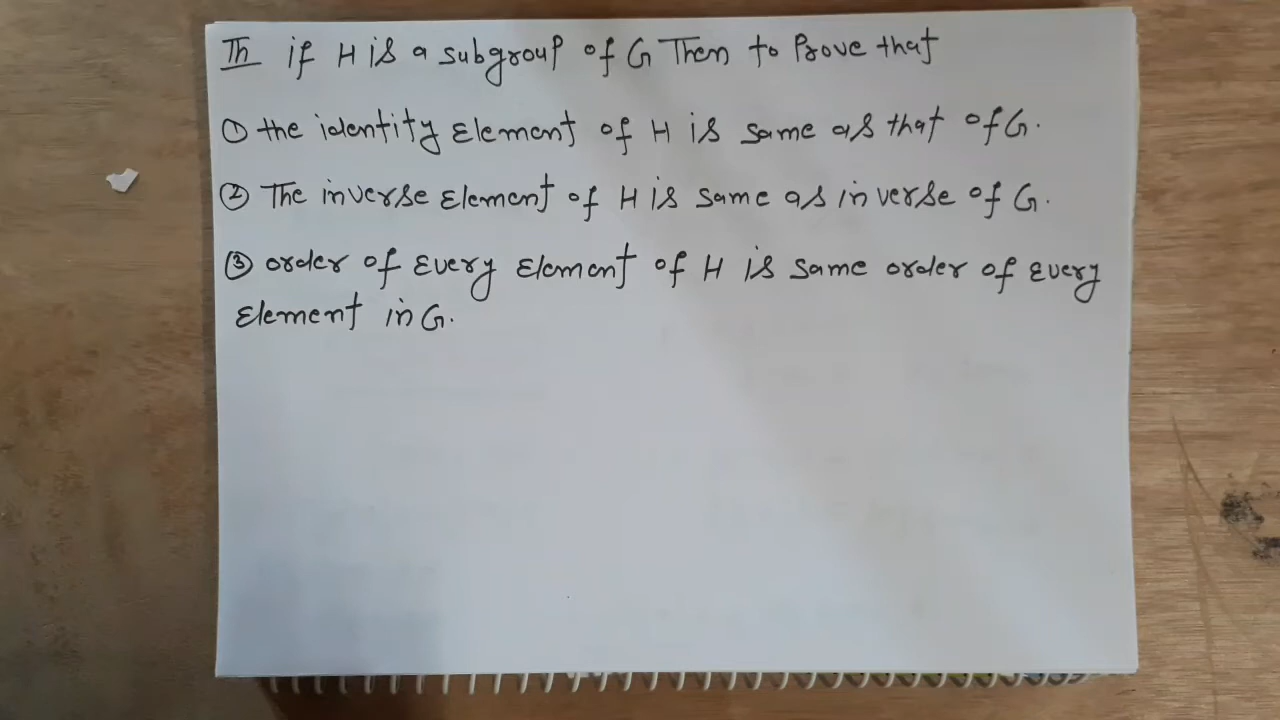 Th if H is a subgroup of G Then to Prove that
① the identity Element of H is same as that of G.
② The inverse Element of H is same as inverse of G.
③ order of Every Element of H is same order of Every
Element in G.